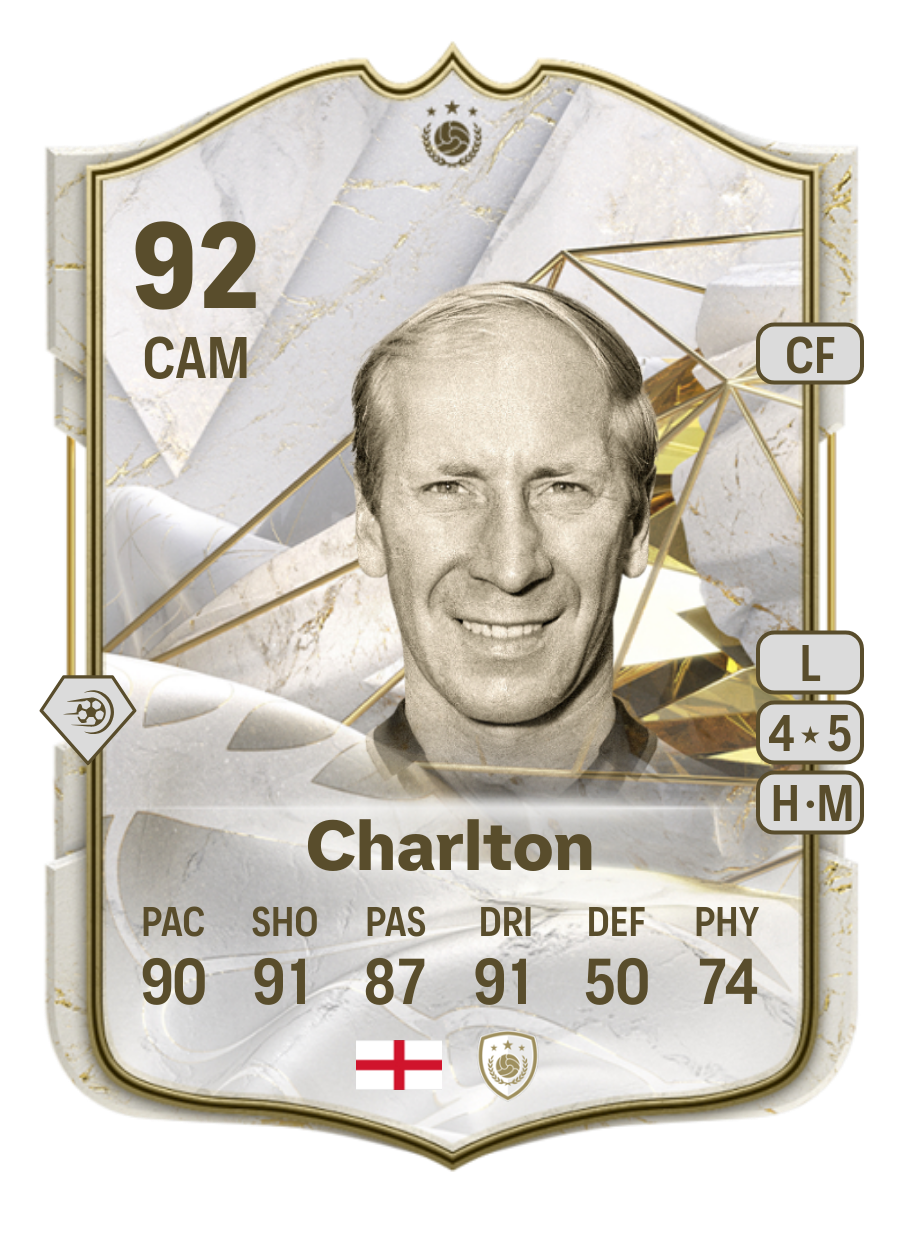 92
CAM
CF
L
4 ★ 5
H·M
Charlton
PAC SHO PAS DRI DEF PHY
90 91 87 91 50 74